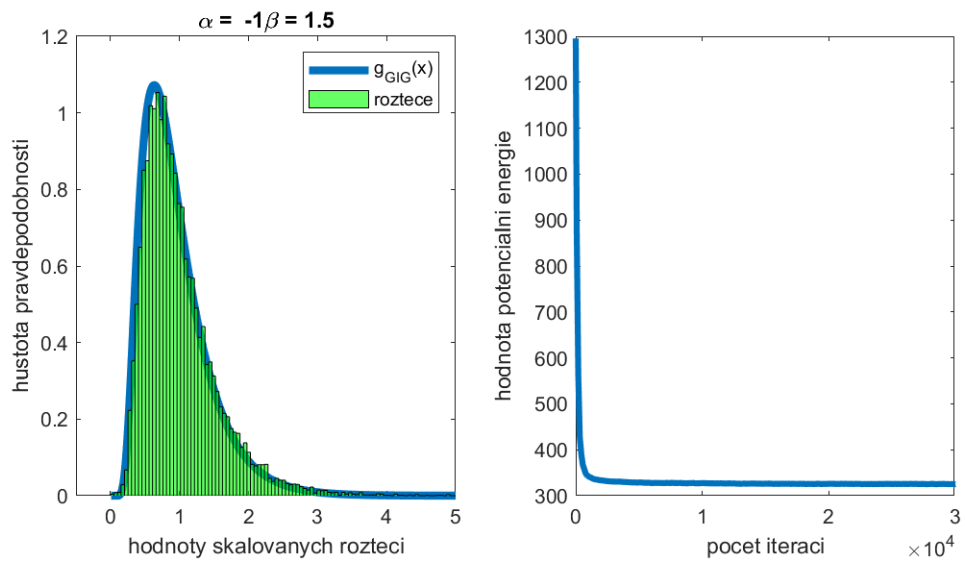 α = -1β = 1.5
hustota pravdepodobnosti
1.2
1
0.8
0.6
0.4
0.2
0
g_GIG(x)
roztece
0 1 2 3 4 5
hodnoty skalovanych rozteci
hodnota potencialni energie
1300
1200
1100
1000
900
800
700
600
500
400
300
0 1 2 3
×10^4
pocet iteraci